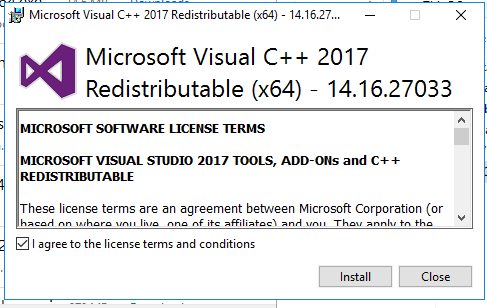 Microsoft Visual C++ 2017 Redistributable (x64) - 14.16.27...
Microsoft Visual C++ 2017
Redistributable (x64) - 14.16.27033
MICROSOFT SOFTWARE LICENSE TERMS
MICROSOFT VISUAL STUDIO 2017 TOOLS, ADD-ONs and C++
REDISTRIBUTABLE
These license terms are an agreement between Microsoft Corporation (or
based on where you live, one of its affiliates) and you. They apply to the
I agree to the license terms and conditions
Install
Close